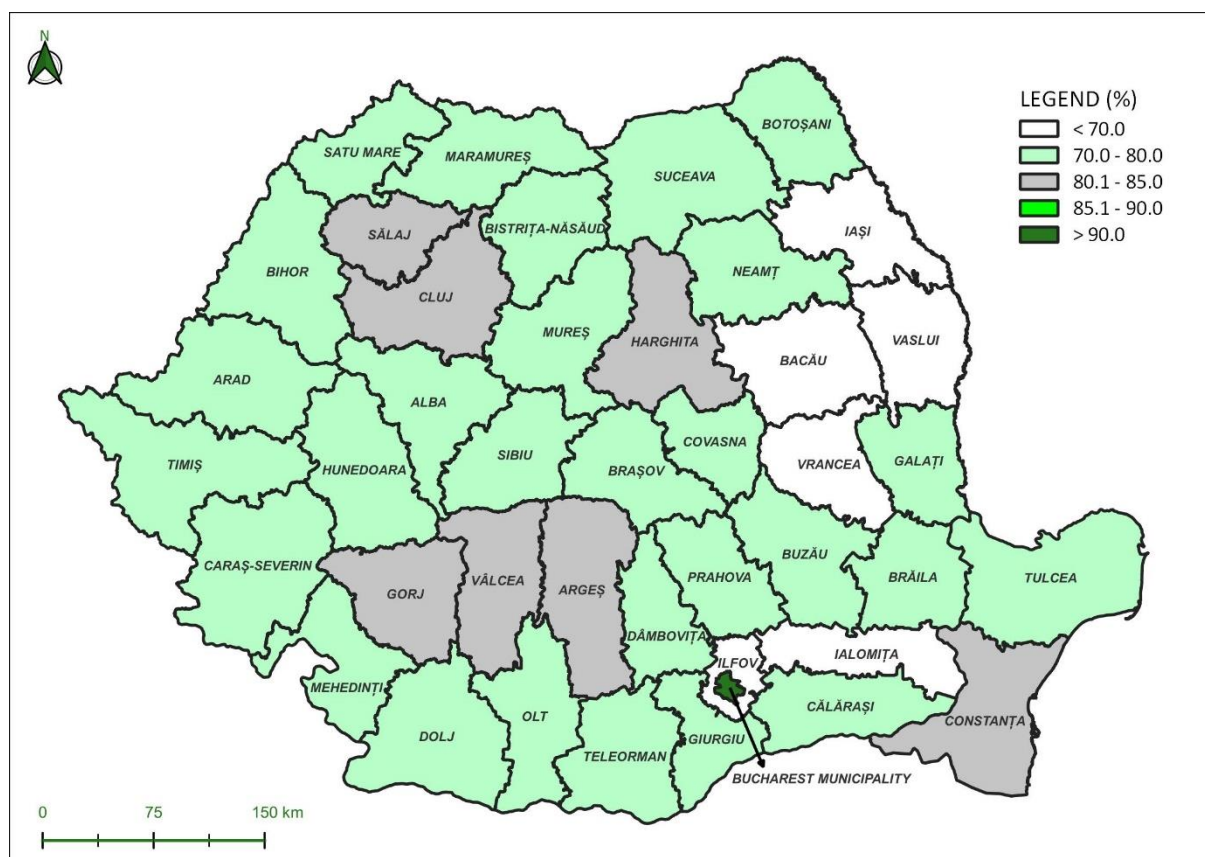 N
LEGEND (%)
< 70.0
70.0 - 80.0
80.1 - 85.0
85.1 - 90.0
> 90.0
BOTOȘANI
SATU MARE
MARAMUREȘ
SUCEAVA
SĂLAJ
BISTRIȚA-NĂSĂUD
IAȘI
BIHOR
NEAMȚ
CLUJ
MUREȘ
HARGHITA
BACĂU
VASLUI
ARAD
ALBA
COVASNA
SIBIU
TIMIȘ
HUNEDOARA
BRAȘOV
VRANCEA
GALAȚI
CARAȘ-SEVERIN
GORJ
VÂLCEA
ARGEȘ
PRAHOVA
BUZĂU
BRĂILA
TULCEA
DÂMBOVIȚA
ILFOV
IALOMIȚA
MEHEDINȚI
OLT
CĂLĂRAȘI
CONSTANȚA
DOLJ
TELEORMAN
GIURGIU
BUCHAREST MUNICIPALITY
0 75 150 km